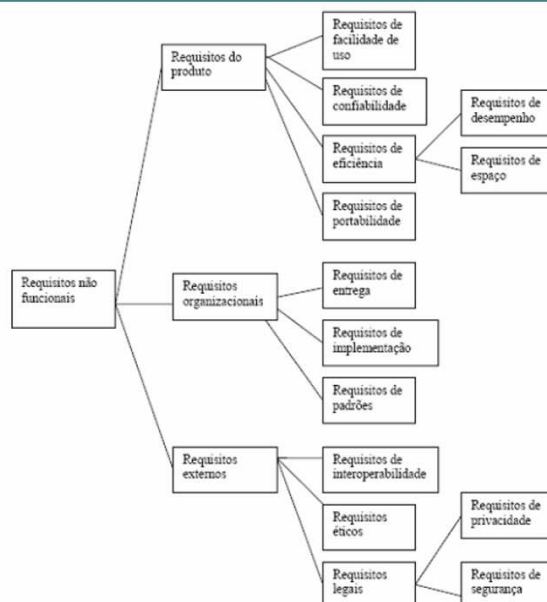 Requisitos não
funcionais
Requisitos do
produto
Requisitos de
facilidade de
uso
Requisitos de
confiabilidade
Requisitos de
eficiência
Requisitos de
desempenho
Requisitos de
espaço
Requisitos de
portabilidade
Requisitos
organizacionais
Requisitos de
entrega
Requisitos de
implementação
Requisitos de
padrões
Requisitos
externos
Requisitos de
interoperabilidade
Requisitos
éticos
Requisitos
legais
Requisitos de
privacidade
Requisitos de
segurança